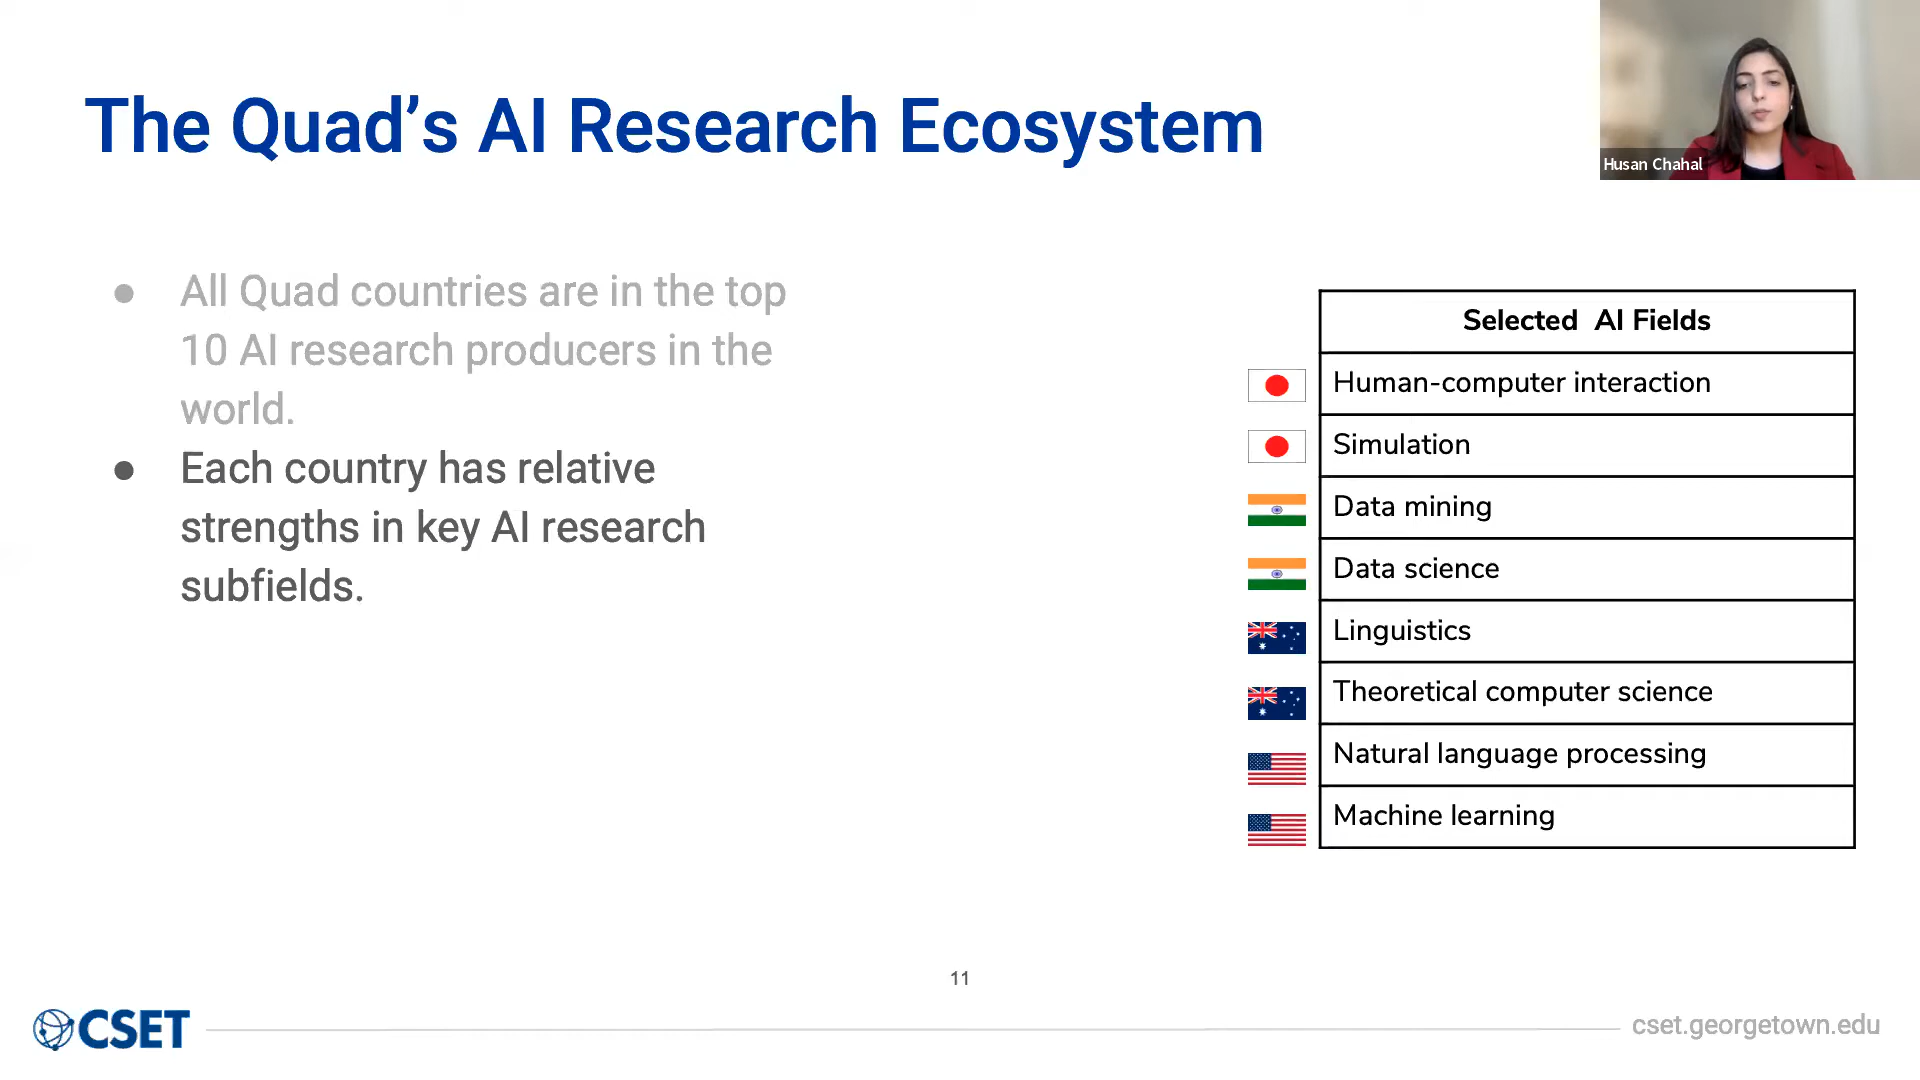 The Quad’s AI Research Ecosystem
Husan Chahal
● All Quad countries are in the top
10 AI research producers in the
world.
● Each country has relative
strengths in key AI research
subfields.
Selected AI Fields
Human-computer interaction
Simulation
Data mining
Data science
Linguistics
Theoretical computer science
Natural language processing
Machine learning
11
CSET
cset.georgetown.edu